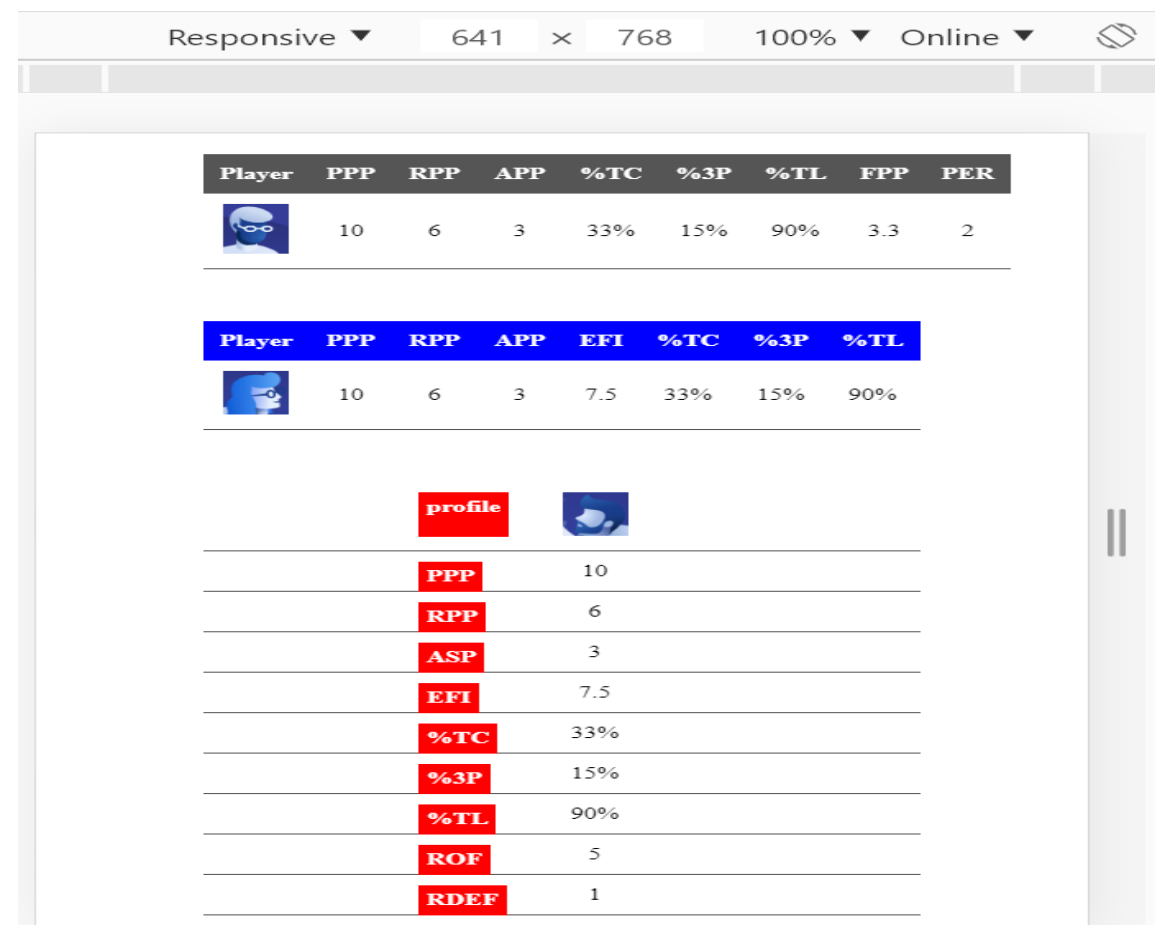 Responsive ▼ 641 × 768 100% ▼ Online ▼
Player PPP RPP APP %TC %3P %TL FPP PER
10 6 3 33% 15% 90% 3.3 2
Player PPP RPP APP EFI %TC %3P %TL
10 6 3 7.5 33% 15% 90%
profile
PPP 10
RPP 6
ASP 3
EFI 7.5
%TC 33%
%3P 15%
%TL 90%
ROF 5
RDEF 1